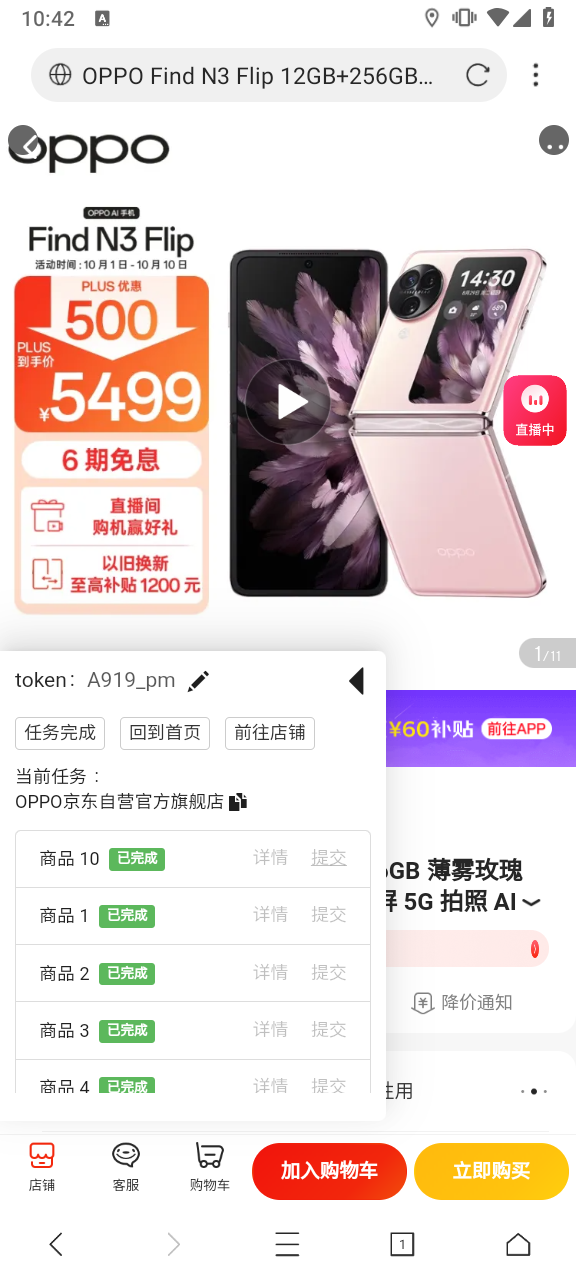 10:42
A
OPPO Find N3 Flip 12GB+256GB…
oppo
OPPO AI 手机
Find N3 Flip
活动时间：10 月 1 日 - 10 月 10 日
PLUS 优惠
500
PLUS
到手价
¥5499
6 期免息
直播间
购机赢好礼
以旧换新
至高补贴 1200 元
14:30
oppo
直播中
1/11
token： A919_pm
任务完成
回到首页
前往店铺
当前任务：
OPPO京东自营官方旗舰店
¥60补贴
前往APP
商品 10 已完成 详情 提交
商品 1 已完成 详情 提交
商品 2 已完成 详情 提交
商品 3 已完成 详情 提交
商品 4 已完成 详情 提交
GB 薄雾玫瑰
屏 5G 拍照 AI
降价通知
性用
店铺
客服
购物车
加入购物车
立即购买
1